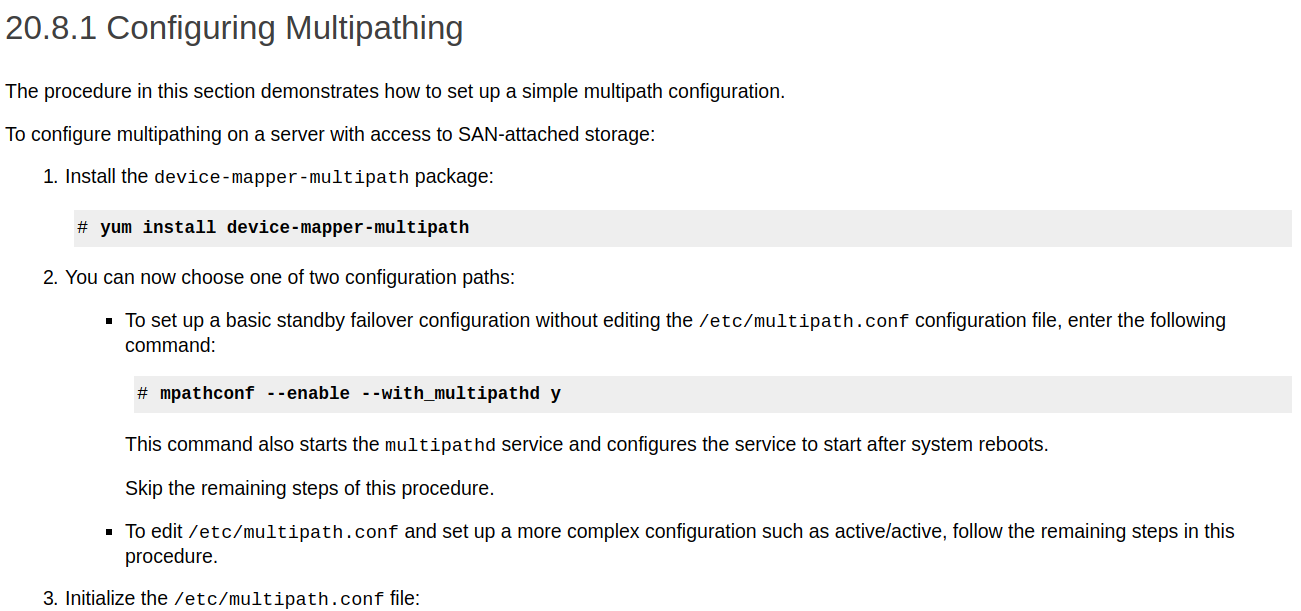 20.8.1 Configuring Multipathing
The procedure in this section demonstrates how to set up a simple multipath configuration.
To configure multipathing on a server with access to SAN-attached storage:
1. Install the device-mapper-multipath package:
# yum install device-mapper-multipath
2. You can now choose one of two configuration paths:
▪ To set up a basic standby failover configuration without editing the /etc/multipath.conf configuration file, enter the following
command:
# mpathconf --enable --with_multipathd y
This command also starts the multipathd service and configures the service to start after system reboots.
Skip the remaining steps of this procedure.
▪ To edit /etc/multipath.conf and set up a more complex configuration such as active/active, follow the remaining steps in this
procedure.
3. Initialize the /etc/multipath.conf file: